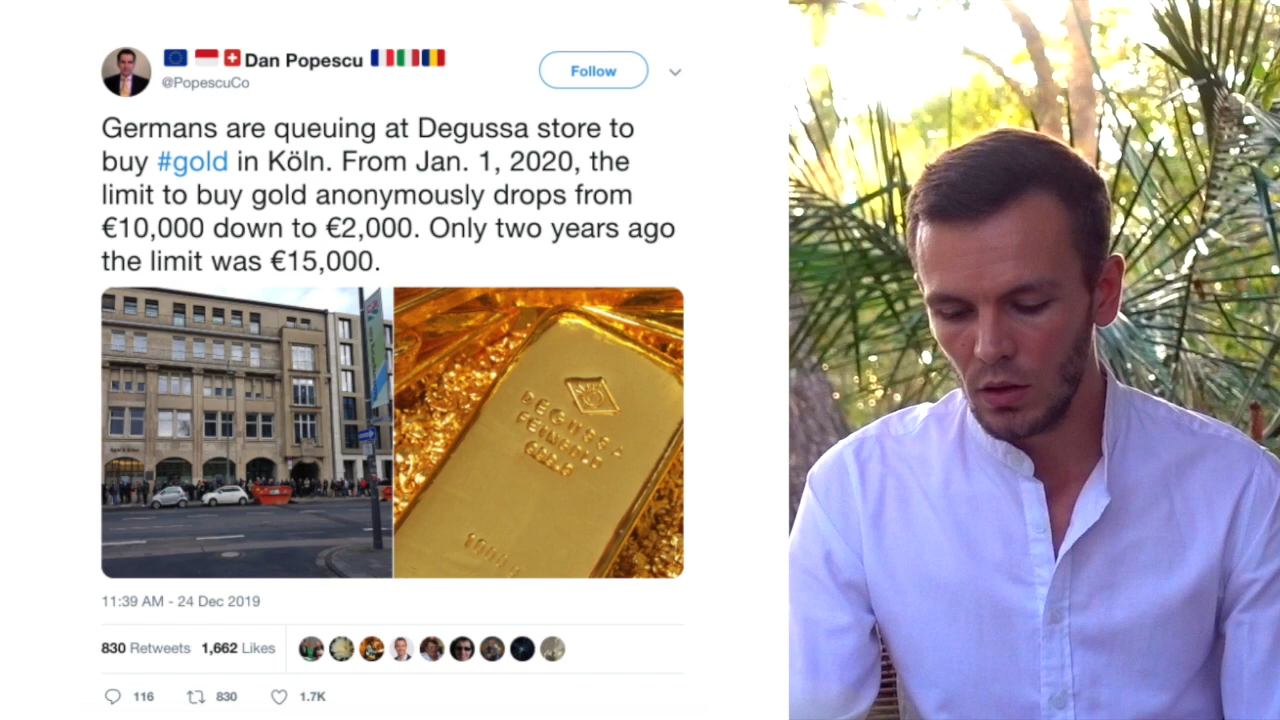 Dan Popescu
@PopescuCo
Follow
Germans are queuing at Degussa store to
buy #gold in Köln. From Jan. 1, 2020, the
limit to buy gold anonymously drops from
€10,000 down to €2,000. Only two years ago
the limit was €15,000.
DEGUSSA
FEINGOLD
11:39 AM - 24 Dec 2019
830 Retweets 1,662 Likes
116 830 1.7K